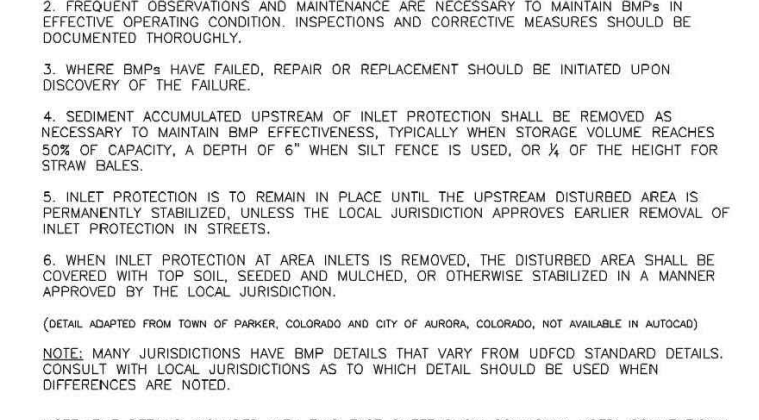 2. FREQUENT OBSERVATIONS AND MAINTENANCE ARE NECESSARY TO MAINTAIN BMPs IN
EFFECTIVE OPERATING CONDITION. INSPECTIONS AND CORRECTIVE MEASURES SHOULD BE
DOCUMENTED THOROUGHLY.
3. WHERE BMPs HAVE FAILED, REPAIR OR REPLACEMENT SHOULD BE INITIATED UPON
DISCOVERY OF THE FAILURE.
4. SEDIMENT ACCUMULATED UPSTREAM OF INLET PROTECTION SHALL BE REMOVED AS
NECESSARY TO MAINTAIN BMP EFFECTIVENESS, TYPICALLY WHEN STORAGE VOLUME REACHES
50% OF CAPACITY, A DEPTH OF 6" WHEN SILT FENCE IS USED, OR ¼ OF THE HEIGHT FOR
STRAW BALES.
5. INLET PROTECTION IS TO REMAIN IN PLACE UNTIL THE UPSTREAM DISTURBED AREA IS
PERMANENTLY STABILIZED, UNLESS THE LOCAL JURISDICTION APPROVES EARLIER REMOVAL OF
INLET PROTECTION IN STREETS.
6. WHEN INLET PROTECTION AT AREA INLETS IS REMOVED, THE DISTURBED AREA SHALL BE
COVERED WITH TOP SOIL, SEEDED AND MULCHED, OR OTHERWISE STABILIZED IN A MANNER
APPROVED BY THE LOCAL JURISDICTION.
(DETAIL ADAPTED FROM TOWN OF PARKER, COLORADO AND CITY OF AURORA, COLORADO, NOT AVAILABLE IN AUTOCAD)
NOTE: MANY JURISDICTIONS HAVE BMP DETAILS THAT VARY FROM UDFCD STANDARD DETAILS.
CONSULT WITH LOCAL JURISDICTIONS AS TO WHICH DETAIL SHOULD BE USED WHEN
DIFFERENCES ARE NOTED.